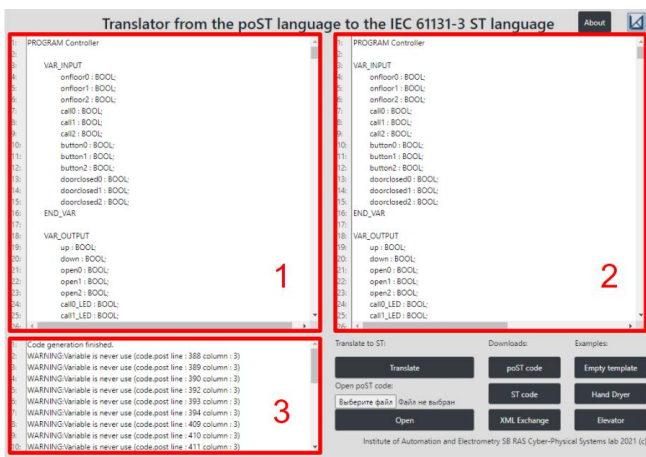 Translator from the poST language to the IEC 61131-3 ST language
About
1: PROGRAM Controller
2:
3: VAR_INPUT
4: onfloor0 : BOOL;
5: onfloor1 : BOOL;
6: onfloor2 : BOOL;
7: call0 : BOOL;
8: call1 : BOOL;
9: call2 : BOOL;
10: button0 : BOOL;
11: button1 : BOOL;
12: button2 : BOOL;
13: doorclosed0 : BOOL;
14: doorclosed1 : BOOL;
15: doorclosed2 : BOOL;
16: END_VAR
17:
18: VAR_OUTPUT
19: up : BOOL;
20: down : BOOL;
21: open0 : BOOL;
22: open1 : BOOL;
23: open2 : BOOL;
24: call0_LED : BOOL;
25: call1_LED : BOOL;
26:
1
1: PROGRAM Controller
2:
3: VAR_INPUT
4: onfloor0 : BOOL;
5: onfloor1 : BOOL;
6: onfloor2 : BOOL;
7: call0 : BOOL;
8: call1 : BOOL;
9: call2 : BOOL;
10: button0 : BOOL;
11: button1 : BOOL;
12: button2 : BOOL;
13: doorclosed0 : BOOL;
14: doorclosed1 : BOOL;
15: doorclosed2 : BOOL;
16: END_VAR
17:
18: VAR_OUTPUT
19: up : BOOL;
20: down : BOOL;
21: open0 : BOOL;
22: open1 : BOOL;
23: open2 : BOOL;
24: call0_LED : BOOL;
25: call1_LED : BOOL;
26:
2
1: Code generation finished.
2: WARNING:Variable is never use (code.post line : 388 column : 3)
3: WARNING:Variable is never use (code.post line : 389 column : 3)
4: WARNING:Variable is never use (code.post line : 390 column : 3)
5: WARNING:Variable is never use (code.post line : 392 column : 3)
6: WARNING:Variable is never use (code.post line : 393 column : 3)
7: WARNING:Variable is never use (code.post line : 394 column : 3)
8: WARNING:Variable is never use (code.post line : 409 column : 3)
9: WARNING:Variable is never use (code.post line : 410 column : 3)
10: WARNING:Variable is never use (code.post line : 411 column : 3)
3
Translate to ST:
Translate
Open poST code:
Выберите файл Файл не выбран
Open
Downloads:
poST code
ST code
XML Exchange
Examples:
Empty template
Hand Dryer
Elevator
Institute of Automation and Electrometry SB RAS Cyber-Physical Systems lab 2021 (c)